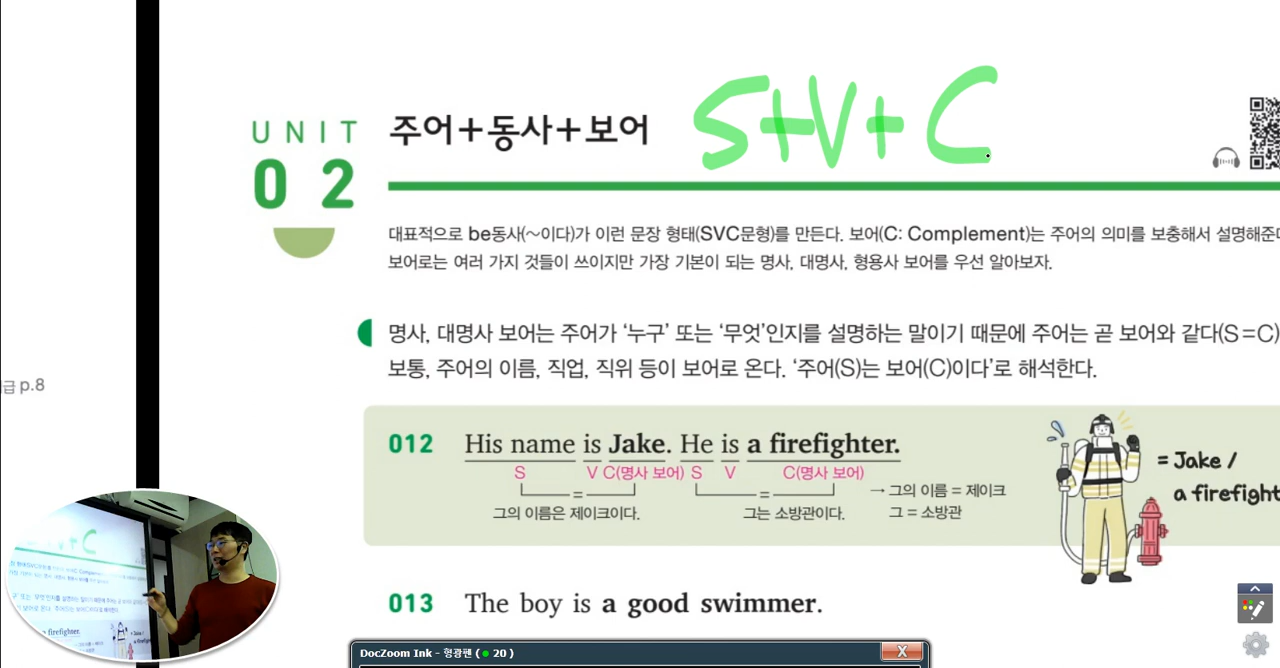 UNIT
02
주어+동사+보어
S+V+C
대표적으로 be동사(~이다)가 이런 문장 형태(SVC문형)를 만든다. 보어(C: Complement)는 주어의 의미를 보충해서 설명해준
보어로는 여러 가지 것들이 쓰이지만 가장 기본이 되는 명사, 대명사, 형용사 보어를 우선 알아보자.
명사, 대명사 보어는 주어가 ‘누구’ 또는 ‘무엇’인지를 설명하는 말이기 때문에 주어는 곧 보어와 같다(S=C)
보통, 주어의 이름, 직업, 직위 등이 보어로 온다. ‘주어(S)는 보어(C)이다’로 해석한다.
급 p.8
012 His name is Jake. He is a firefighter.
S V C(명사 보어) S V C(명사 보어)
= =
→ 그의 이름 = 제이크
그의 이름은 제이크이다. 그는 소방관이다. 그 = 소방관
= Jake /
a firefight
013 The boy is a good swimmer.
DocZoom Ink - 형광펜 ( 20 )